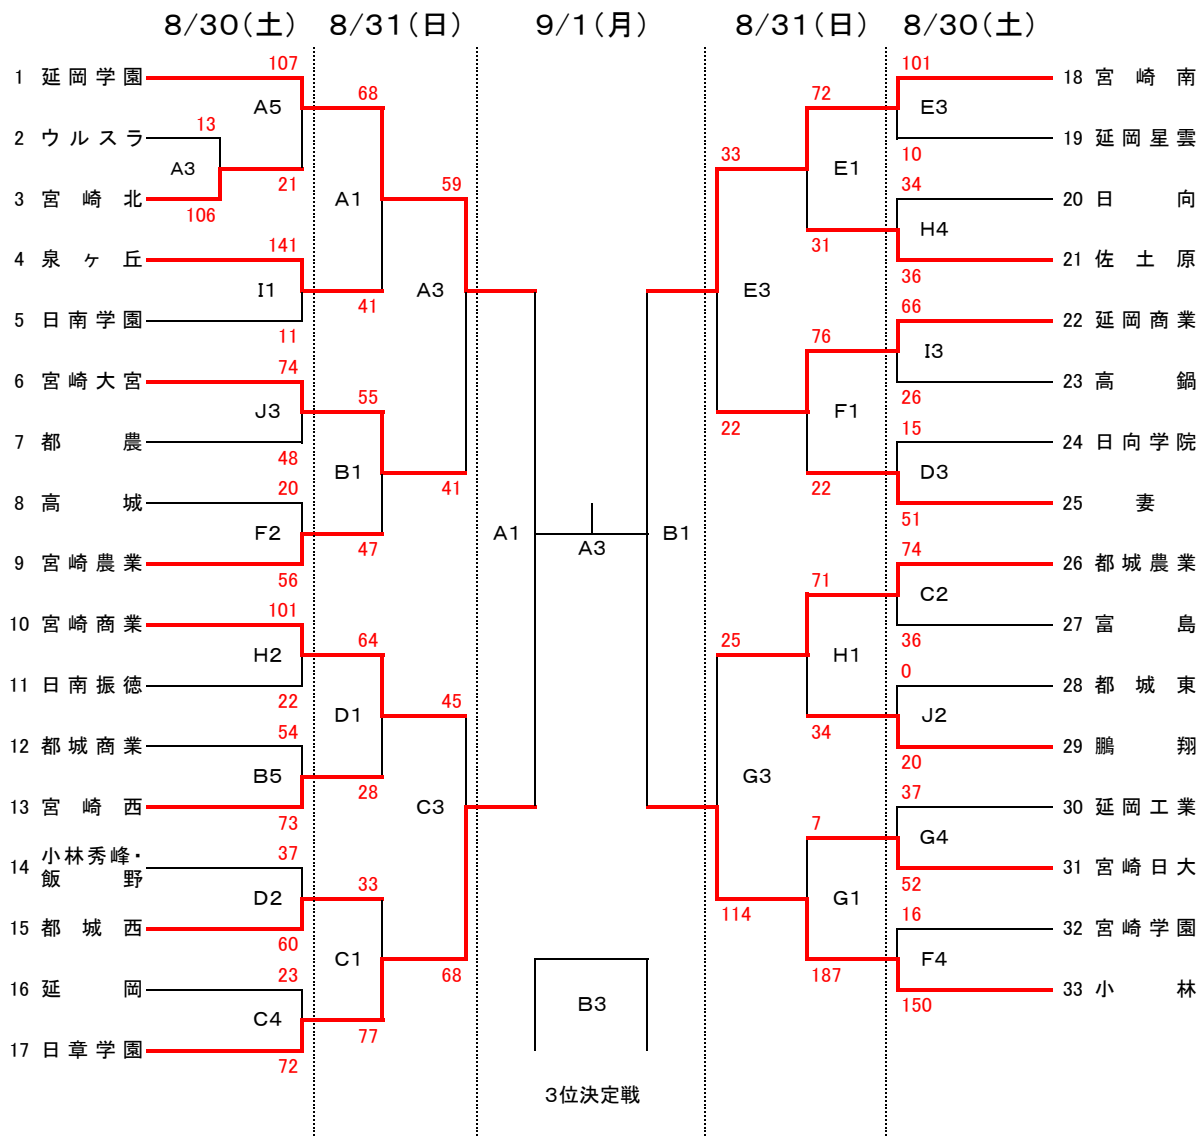 8/30(土) 8/31(日) 9/1(月) 8/31(日) 8/30(土)
107 101
1 延岡学園 18 宮崎南
68 72
A5 E3
13
2 ウルスラ 19 延岡星雲
33 10
A3 E1
21 59 34
3 宮崎北 A1 20 日向
106
H4
141 31
4 泉ヶ丘 21 佐土原
36
I1 A3 E3
41 66
5 日南学園 22 延岡商業
11 76
I3
74
6 宮崎大宮 23 高鍋
55 26
J3 F1
22 15
7 都農 24 日向学院
48
B1 D3
20 41 22
8 高城 25 妻
51
F2 A1 B1
47 A3 74
9 宮崎農業 26 都城農業
56 71
C2
101
10 宮崎商業 27 富島
64 25 36
H2 H1
0
11 日南振徳 28 都城東
22 45
D1 J2
54 34
12 都城商業 29 鵬翔
20
B5 G3
28 37
13 宮崎西 C3 30 延岡工業
73 7
G4
37
14 小林秀峰・
飯野 31 宮崎日大
33 52
D2 G1
114 16
15 都城西 32 宮崎学園
60
C1 F4
23 68 187
16 延岡 33 小林
B3 150
C4
77
17 日章学園
72
3位決定戦